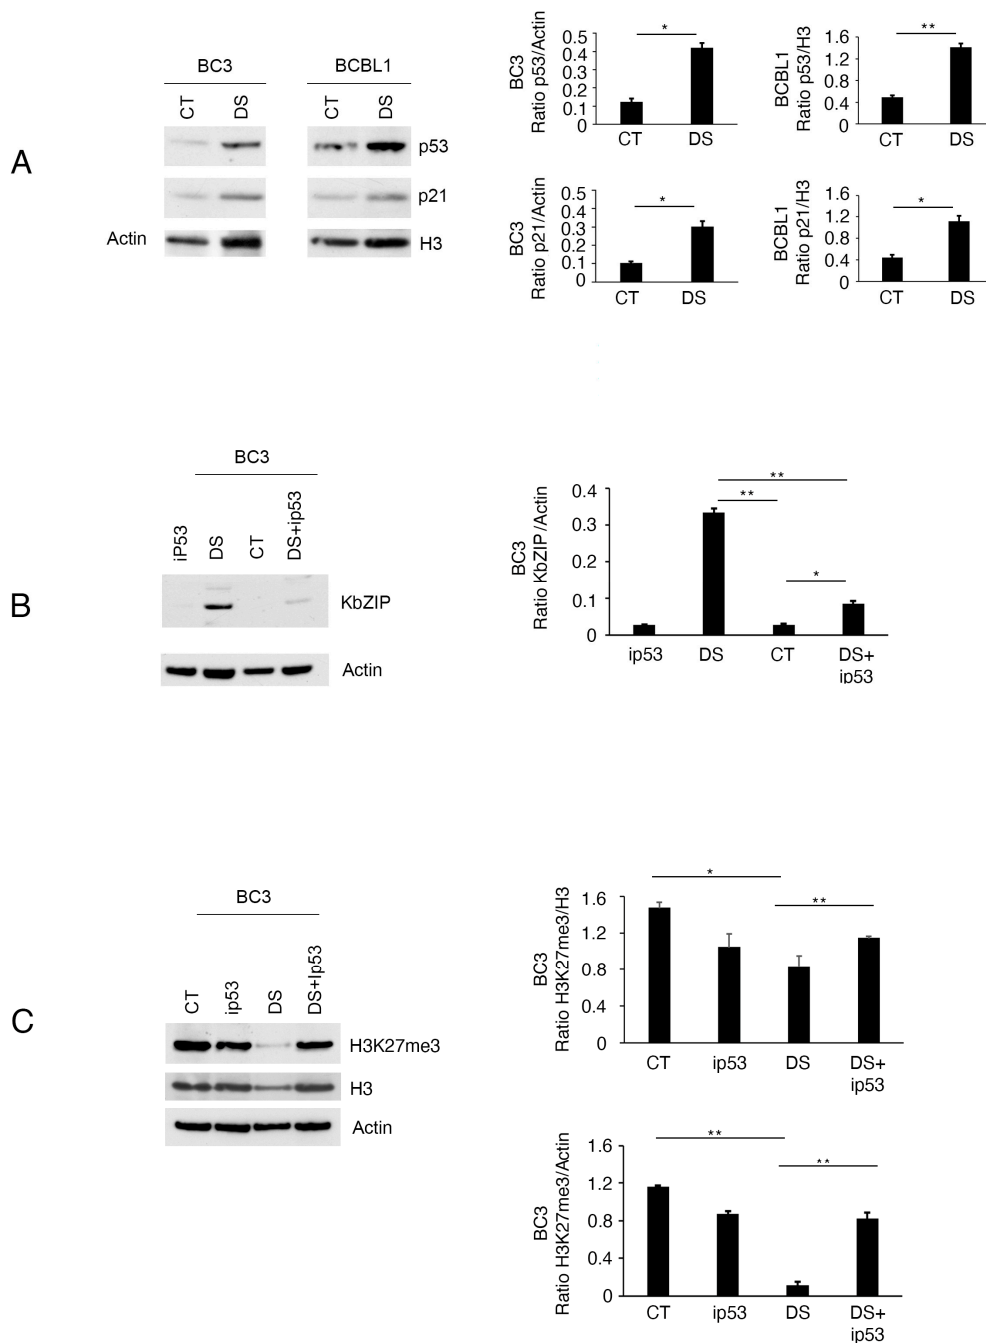 A
BC3
BCBL1
CT
DS
CT
DS
p53
p21
Actin
H3
BC3
Ratio p53/Actin
0.5
0.4
0.3
0.2
0.1
0
*
CT
DS
BCBL1
Ratio p53/H3
1.6
1.2
0.8
0.4
0
**
CT
DS
BC3
Ratio p21/Actin
0.5
0.4
0.3
0.2
0.1
0
*
CT
DS
BCBL1
Ratio p21/H3
1.6
1.2
0.8
0.4
0
*
CT
DS
B
BC3
iP53
DS
CT
DS+ip53
KbZIP
Actin
BC3
Ratio KbZIP/Actin
0.4
0.3
0.2
0.1
0
**
**
*
ip53
DS
CT
DS+
ip53
C
BC3
CT
ip53
DS
DS+Ip53
H3K27me3
H3
Actin
BC3
Ratio H3K27me3/H3
1.6
1.2
0.8
0.4
0
*
**
CT
ip53
DS
DS+
ip53
BC3
Ratio H3K27me3/Actin
1.6
1.2
0.8
0.4
0
**
**
CT
ip53
DS
DS+
ip53